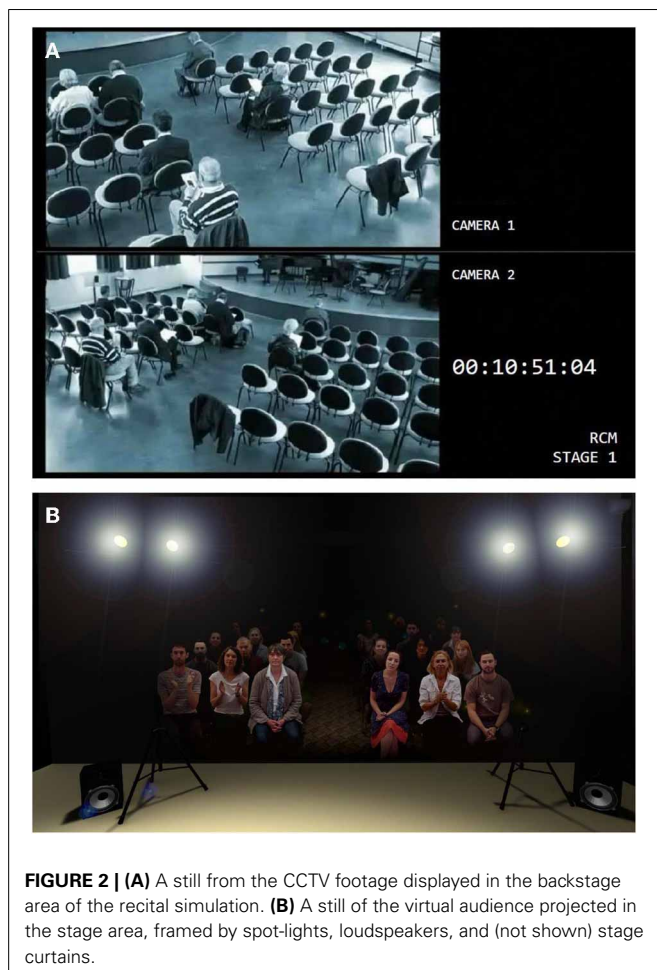 A
CAMERA 1
CAMERA 2
00:10:51:04
RCM
STAGE 1
B
FIGURE 2 | (A) A still from the CCTV footage displayed in the backstage
area of the recital simulation. (B) A still of the virtual audience projected in
the stage area, framed by spot-lights, loudspeakers, and (not shown) stage
curtains.